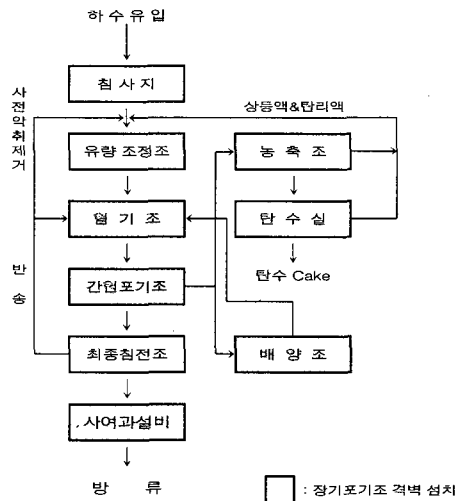 하수유입
침사지
사전악취제거
상등액&탈리액
유량 조정조
농축조
혐기조
탈수실
탈수 Cake
반송
간헐포기조
최종침전조
배양조
사여과설비
방류
: 장기포기조 격벽 설치